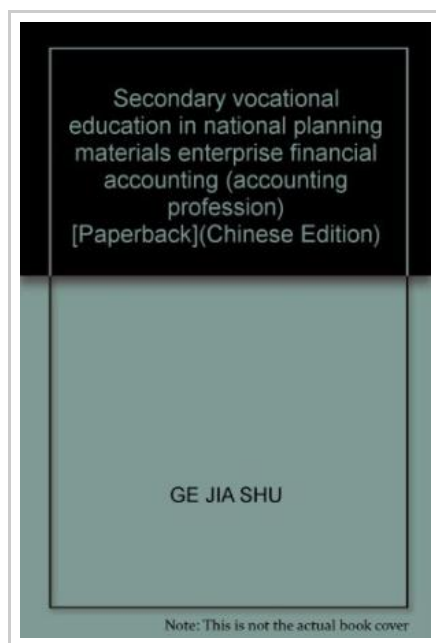 Secondary vocational
education in national planning
materials enterprise financial
accounting (accounting
profession)
[Paperback](Chinese Edition)
GE JIA SHU
Note: This is not the actual book cover